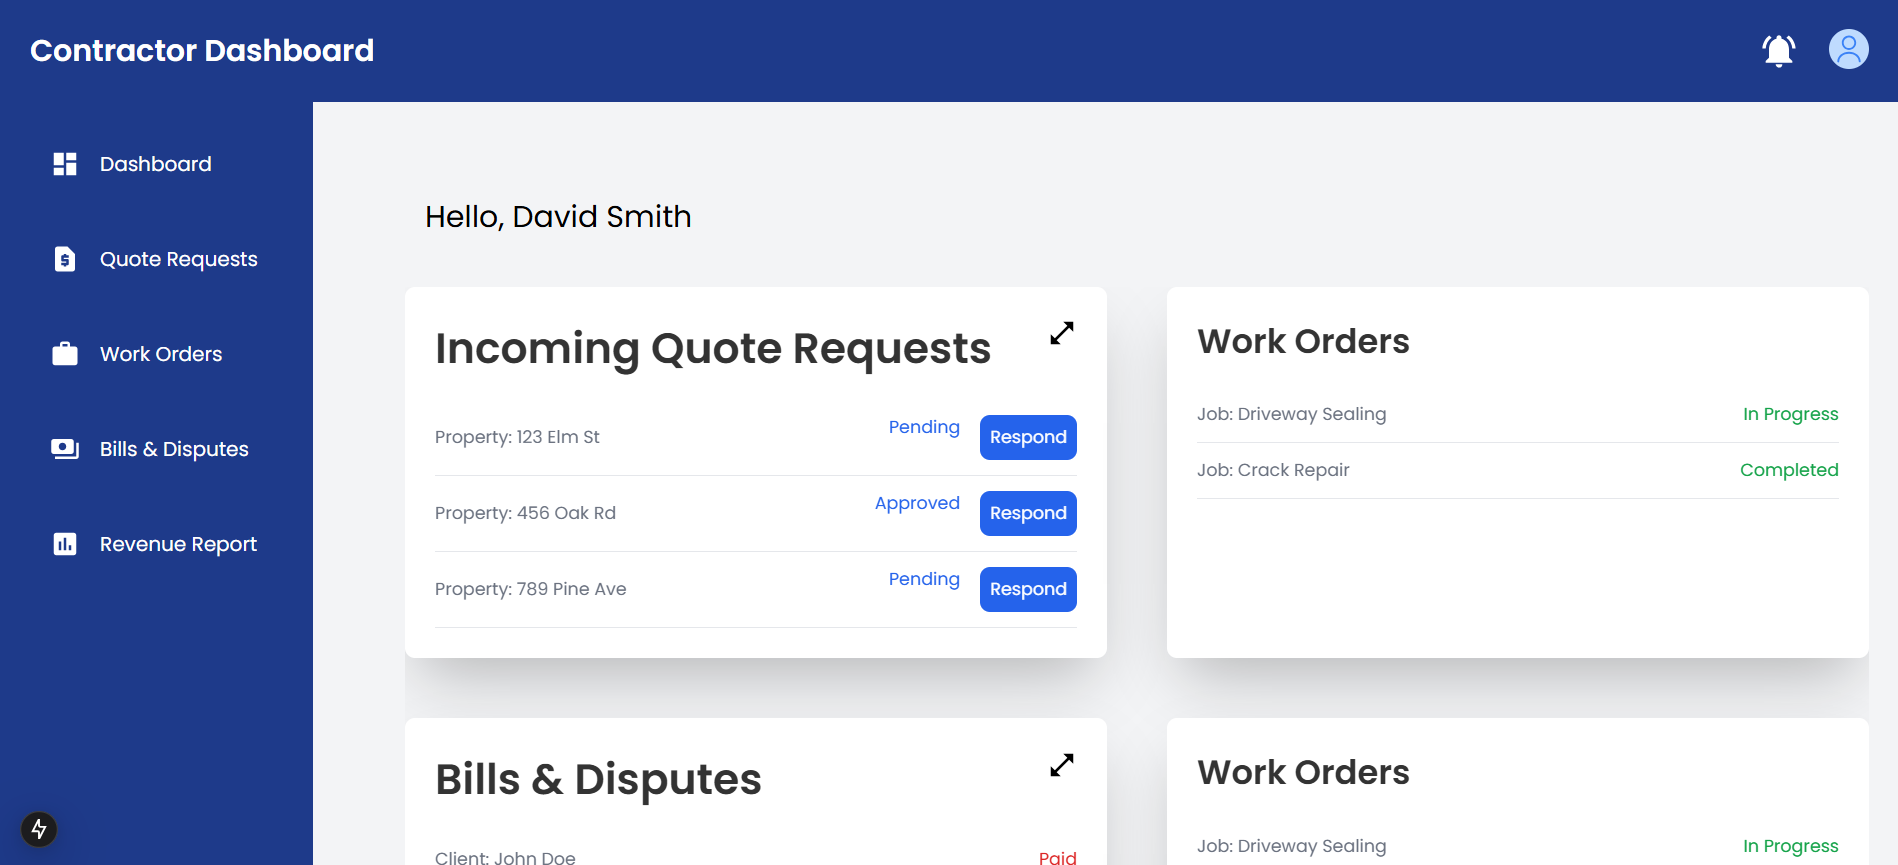 Contractor Dashboard
Dashboard
Quote Requests
Work Orders
Bills & Disputes
Revenue Report
Hello, David Smith
Incoming Quote Requests
Property: 123 Elm St
Pending
Respond
Property: 456 Oak Rd
Approved
Respond
Property: 789 Pine Ave
Pending
Respond
Work Orders
Job: Driveway Sealing
In Progress
Job: Crack Repair
Completed
Bills & Disputes
Client: John Doe
Paid
Work Orders
Job: Driveway Sealing
In Progress